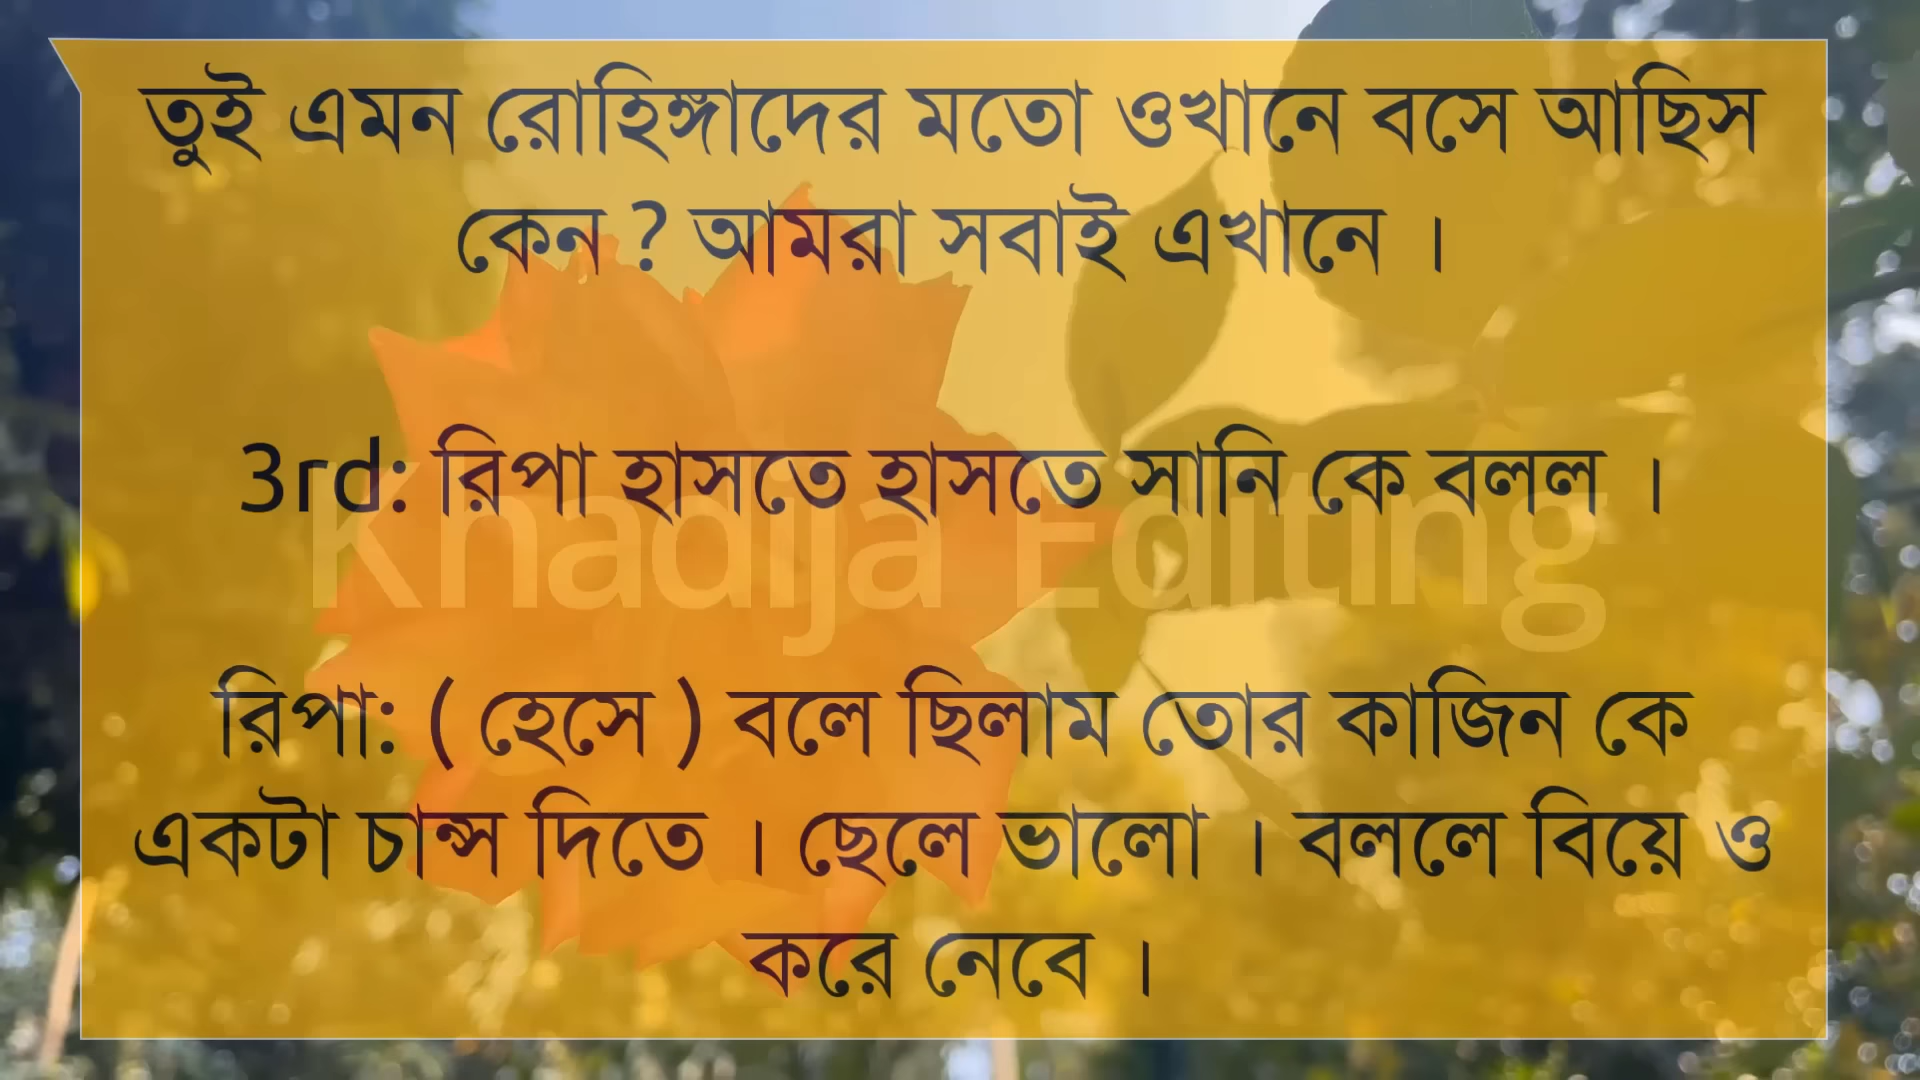 তুই এমন রোহিঙ্গাদের মতো ওখানে বসে আছিস
কেন ? আমরা সবাই এখানে ।
3rd: রিপা হাসতে হাসতে সানি কে বলল ।
Khadija Editing
রিপা: ( হেসে ) বলে ছিলাম তোর কাজিন কে
একটা চান্স দিতে । ছেলে ভালো । বললে বিয়ে ও
করে নেবে ।